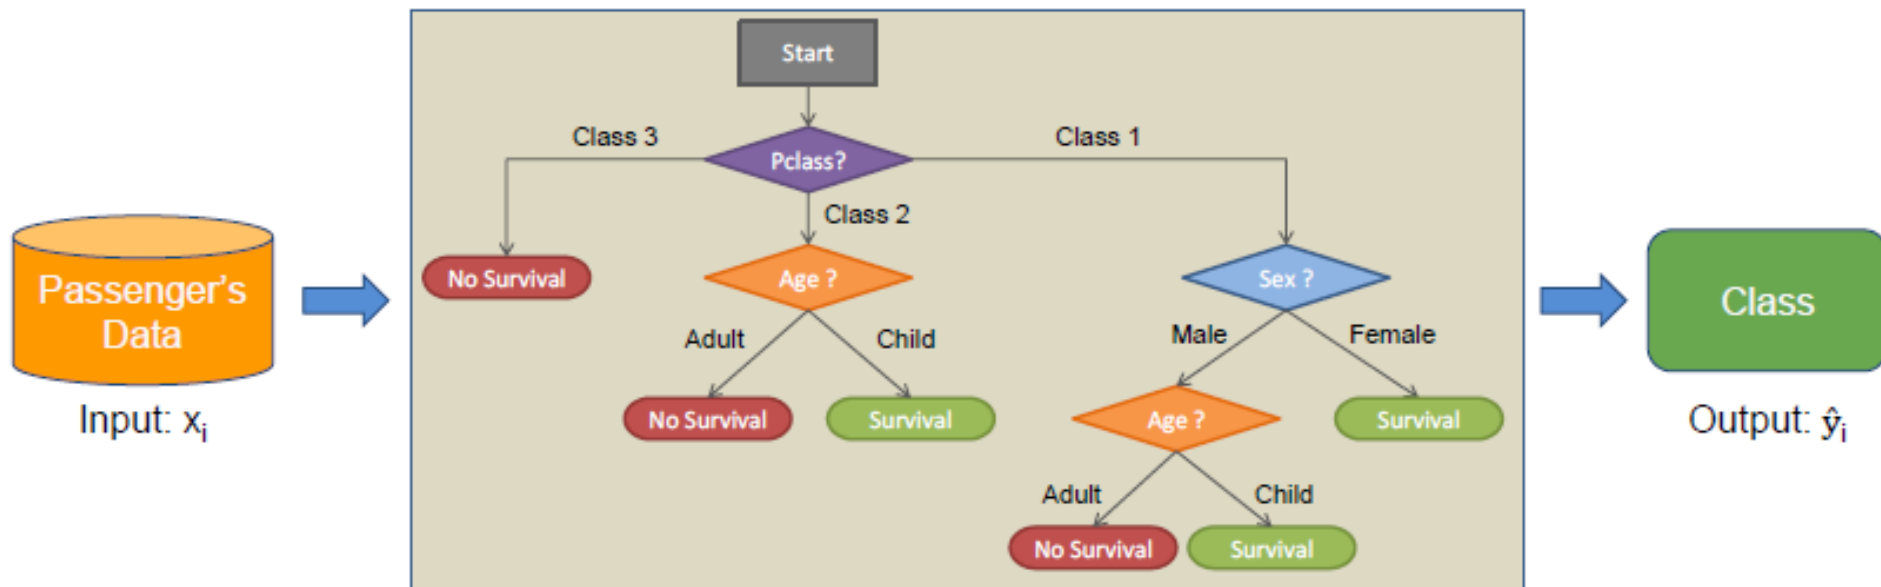 Start
Class 3
Pclass?
Class 1
Class 2
Passenger's
Data
Input: xᵢ
No Survival
Age ?
Sex ?
Class
Output: ŷᵢ
Adult
Child
Male
Female
No Survival
Survival
Age ?
Survival
Adult
Child
No Survival
Survival